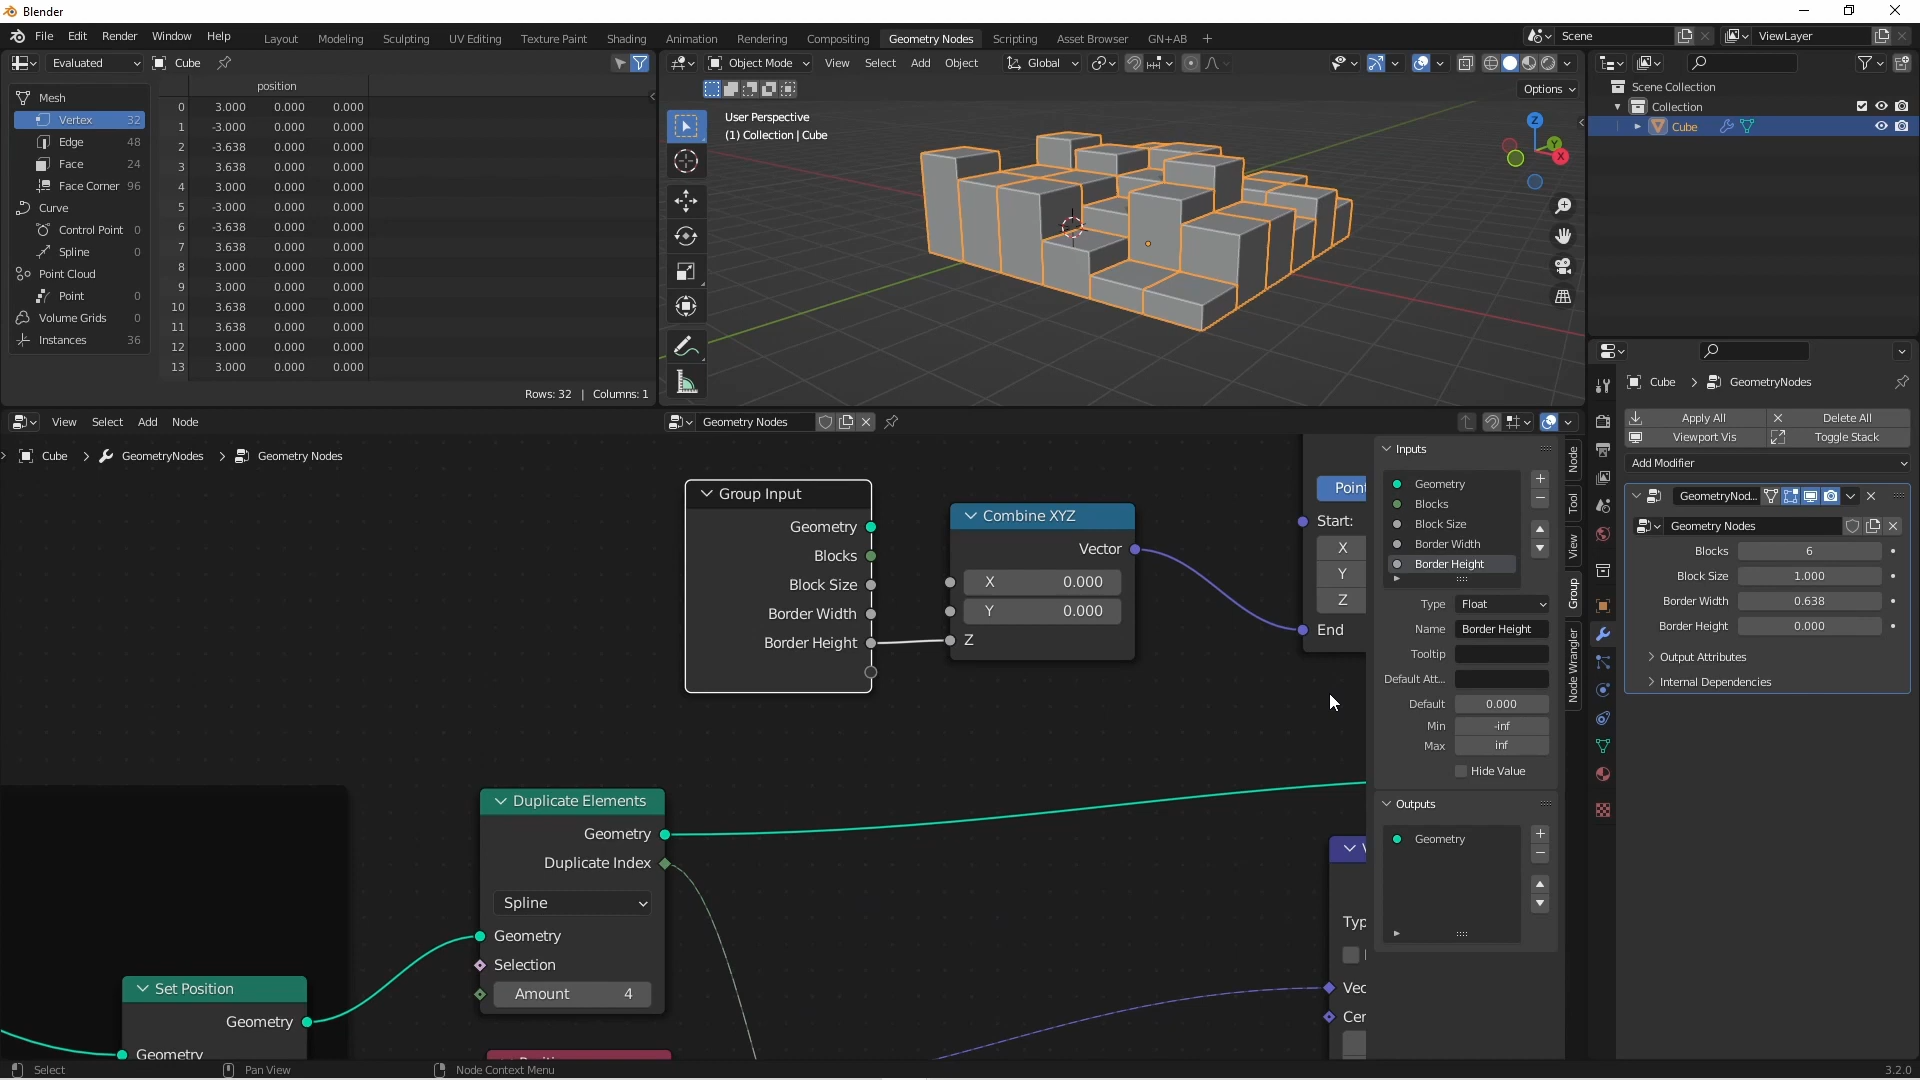 Blender
File Edit Render Window Help
Layout Modeling Sculpting UV Editing Texture Paint Shading Animation Rendering Compositing Geometry Nodes Scripting Asset Browser GN+AB +
Scene
ViewLayer
Evaluated
Cube
Object Mode View Select Add Object
Global
Options
position
Mesh
Vertex 32
Edge 48
Face 24
Face Corner 96
Curve
Control Point 0
Spline 0
Point Cloud
Point 0
Volume Grids 0
Instances 36
0 3.000 0.000 0.000
1 -3.000 0.000 0.000
2 -3.638 0.000 0.000
3 3.638 0.000 0.000
4 3.000 0.000 0.000
5 -3.000 0.000 0.000
6 -3.638 0.000 0.000
7 3.638 0.000 0.000
8 3.000 0.000 0.000
9 3.000 0.000 0.000
10 3.638 0.000 0.000
11 3.638 0.000 0.000
12 3.000 0.000 0.000
13 3.000 0.000 0.000
Rows: 32 | Columns: 1
User Perspective
(1) Collection | Cube
Z
Y
X
Scene Collection
Collection
Cube
View Select Add Node
Geometry Nodes
Cube > GeometryNodes > Geometry Nodes
Group Input
Geometry
Blocks
Block Size
Border Width
Border Height
Combine XYZ
Vector
X 0.000
Y 0.000
Z
Start:
X
Y
Z
End
Duplicate Elements
Geometry
Duplicate Index
Spline
Geometry
Selection
Amount 4
Set Position
Geometry
Geometry
Inputs
Geometry
Blocks
Block Size
Border Width
Border Height
Type Float
Name Border Height
Tooltip
Default Att...
Default 0.000
Min -inf
Max inf
Hide Value
Outputs
Geometry
Node
Tool
View
Group
Node Wrangler
Cube > GeometryNodes
Apply All Delete All
Viewport Vis Toggle Stack
Add Modifier
GeometryNod...
Geometry Nodes
Blocks 6
Block Size 1.000
Border Width 0.638
Border Height 0.000
Output Attributes
Internal Dependencies
Select
Pan View
Node Context Menu
3.2.0